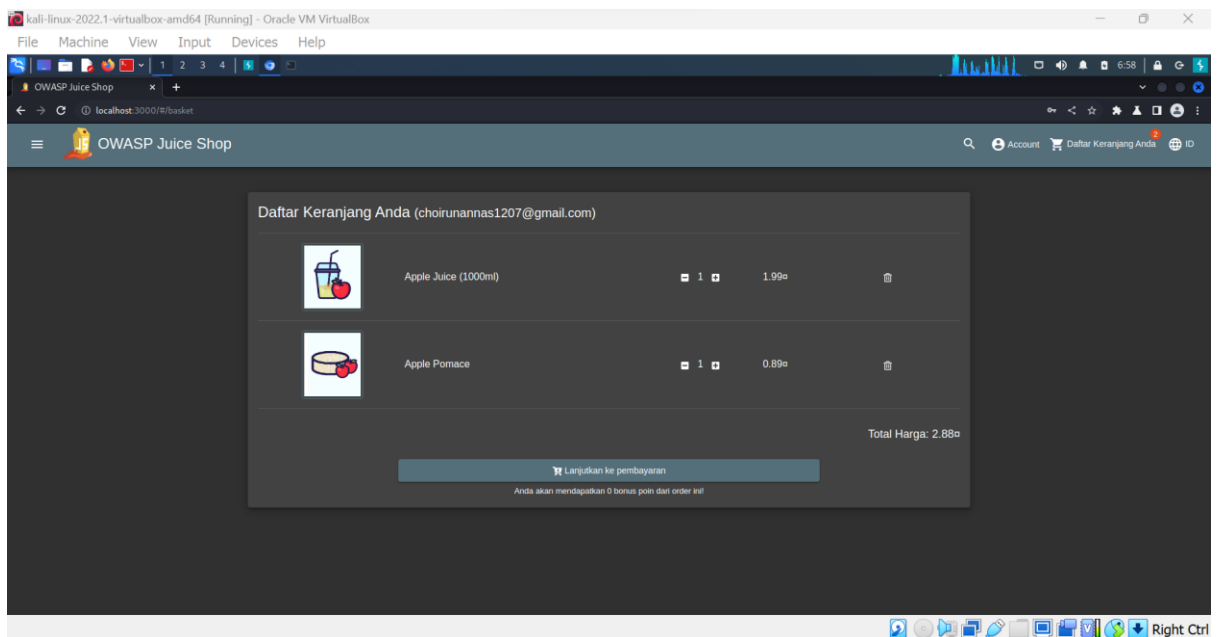 kali-linux-2022.1-virtualbox-amd64 [Running] - Oracle VM VirtualBox
File Machine View Input Devices Help
1 2 3 4 6:58
OWASP Juice Shop
localhost:3000/#/basket
OWASP Juice Shop Account 2 Daftar Keranjang Anda ID
Daftar Keranjang Anda (choirunannas1207@gmail.com)
Apple Juice (1000ml) 1 1.99¤
Apple Pomace 1 0.89¤
Total Harga: 2.88¤
Lanjutkan ke pembayaran
Anda akan mendapatkan 0 bonus poin dari order ini!
Right Ctrl